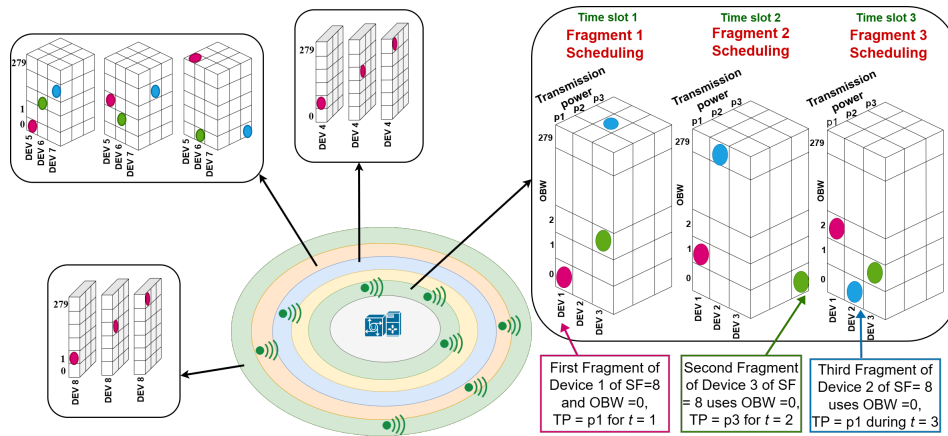 279
1
0
DEV 5
DEV 6
DEV 7
DEV 5
DEV 6
DEV 7
DEV 5
DEV 6
DEV 7
279
1
0
DEV 4
DEV 4
DEV 4
279
1
0
DEV 8
DEV 8
DEV 8
Time slot 1
Fragment 1
Scheduling
Transmission
power
p1
p2
p3
279
OBW
2
1
0
DEV 1
DEV 2
DEV 3
Time slot 2
Fragment 2
Scheduling
Transmission
power
p1
p2
p3
279
OBW
2
1
0
DEV 1
DEV 2
DEV 3
Time slot 3
Fragment 3
Scheduling
Transmission
power
p1
p2
p3
279
OBW
2
1
0
DEV 1
DEV 2
DEV 3
First Fragment of
Device 1 of SF=8
and OBW =0,
TP = p1 for t = 1
Second Fragment
of Device 3 of SF
= 8 uses OBW =0,
TP = p3 for t = 2
Third Fragment of
Device 2 of SF= 8
uses OBW =0,
TP = p1 during t = 3